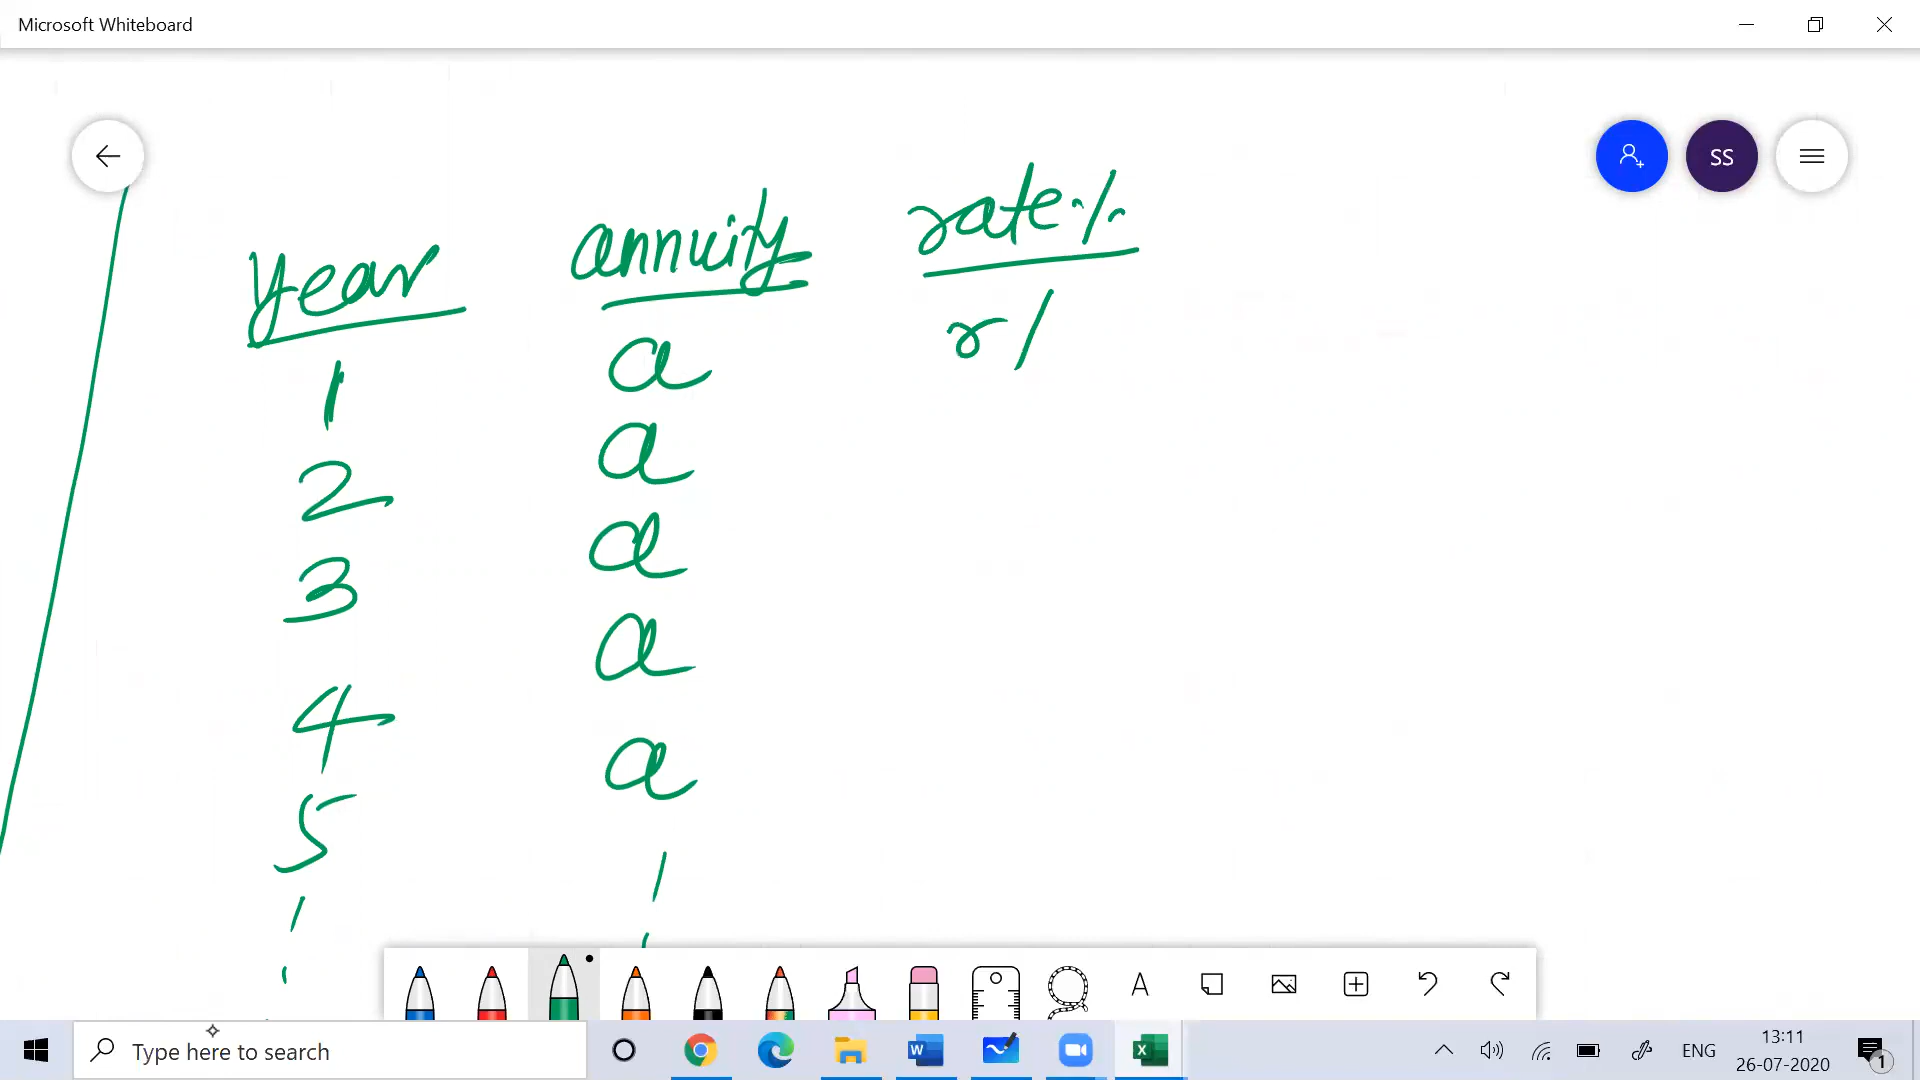 Microsoft Whiteboard
SS
year annuity rate%
1 a r/
2 a
3 a
4 a
5 a
A
Type here to search
ENG
13:11
26-07-2020
1